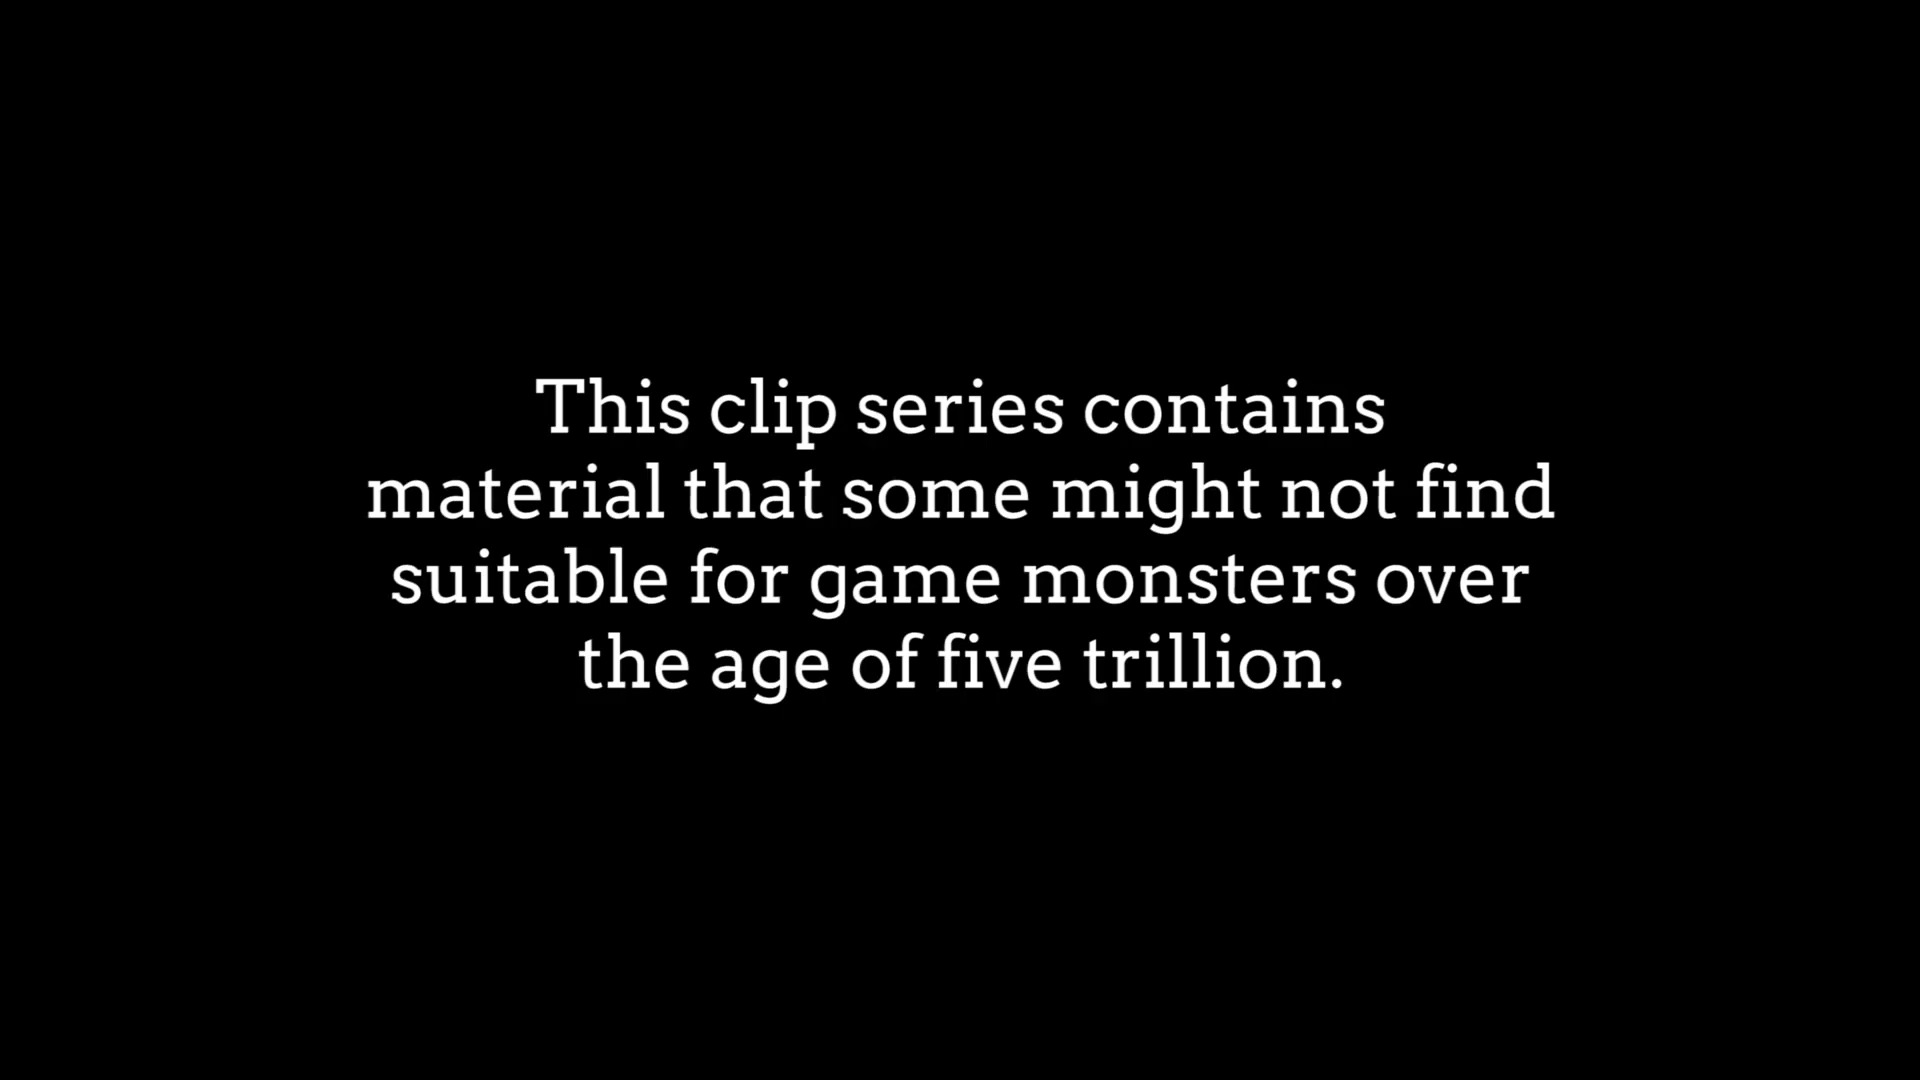 This clip series contains
material that some might not find
suitable for game monsters over
the age of five trillion.